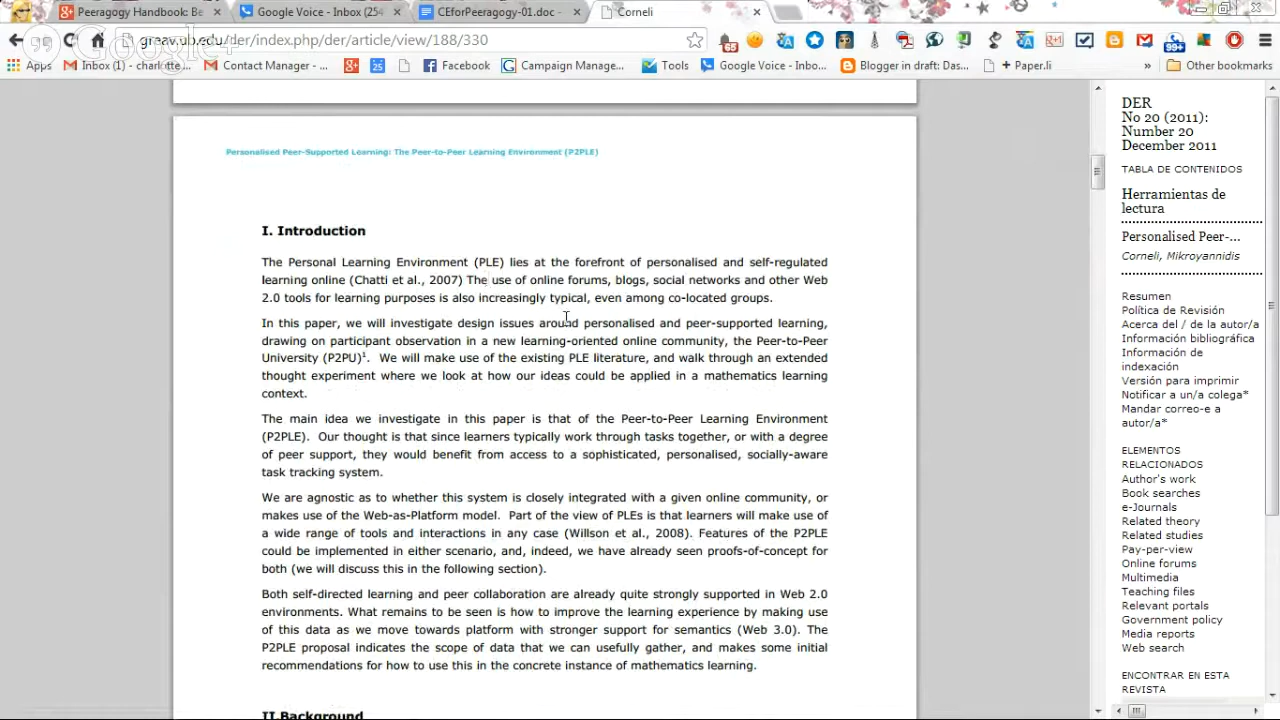 Peeragogy Handbook: Be
Google Voice - Inbox (254
CEforPeeragogy-01.doc -
Corneli
Google+
greav.ub.edu/der/index.php/der/article/view/188/330
65
99+
Apps
Inbox (1) - charlotte...
Contact Manager - ...
25
Facebook
Campaign Manage...
Tools
Google Voice - Inbo...
Blogger in draft: Das...
+ Paper.li
»
Other bookmarks
Personalised Peer-Supported Learning: The Peer-to-Peer Learning Environment (P2PLE)
I. Introduction
The Personal Learning Environment (PLE) lies at the forefront of personalised and self-regulated
learning online (Chatti et al., 2007) The use of online forums, blogs, social networks and other Web
2.0 tools for learning purposes is also increasingly typical, even among co-located groups.
In this paper, we will investigate design issues around personalised and peer-supported learning,
drawing on participant observation in a new learning-oriented online community, the Peer-to-Peer
University (P2PU)¹. We will make use of the existing PLE literature, and walk through an extended
thought experiment where we look at how our ideas could be applied in a mathematics learning
context.
The main idea we investigate in this paper is that of the Peer-to-Peer Learning Environment
(P2PLE). Our thought is that since learners typically work through tasks together, or with a degree
of peer support, they would benefit from access to a sophisticated, personalised, socially-aware
task tracking system.
We are agnostic as to whether this system is closely integrated with a given online community, or
makes use of the Web-as-Platform model. Part of the view of PLEs is that learners will make use of
a wide range of tools and interactions in any case (Willson et al., 2008). Features of the P2PLE
could be implemented in either scenario, and, indeed, we have already seen proofs-of-concept for
both (we will discuss this in the following section).
Both self-directed learning and peer collaboration are already quite strongly supported in Web 2.0
environments. What remains to be seen is how to improve the learning experience by making use
of this data as we move towards platform with stronger support for semantics (Web 3.0). The
P2PLE proposal indicates the scope of data that we can usefully gather, and makes some initial
recommendations for how to use this in the concrete instance of mathematics learning.
II.Background
DER
No 20 (2011):
Number 20
December 2011
TABLA DE CONTENIDOS
Herramientas de
lectura
Personalised Peer-...
Corneli, Mikroyannidis
Resumen
Política de Revisión
Acerca del / de la autor/a
Información bibliográfica
Información de
indexación
Versión para imprimir
Notificar a un/a colega*
Mandar correo-e a
autor/a*
ELEMENTOS
RELACIONADOS
Author's work
Book searches
e-Journals
Related theory
Related studies
Pay-per-view
Online forums
Multimedia
Teaching files
Relevant portals
Government policy
Media reports
Web search
ENCONTRAR EN ESTA
REVISTA